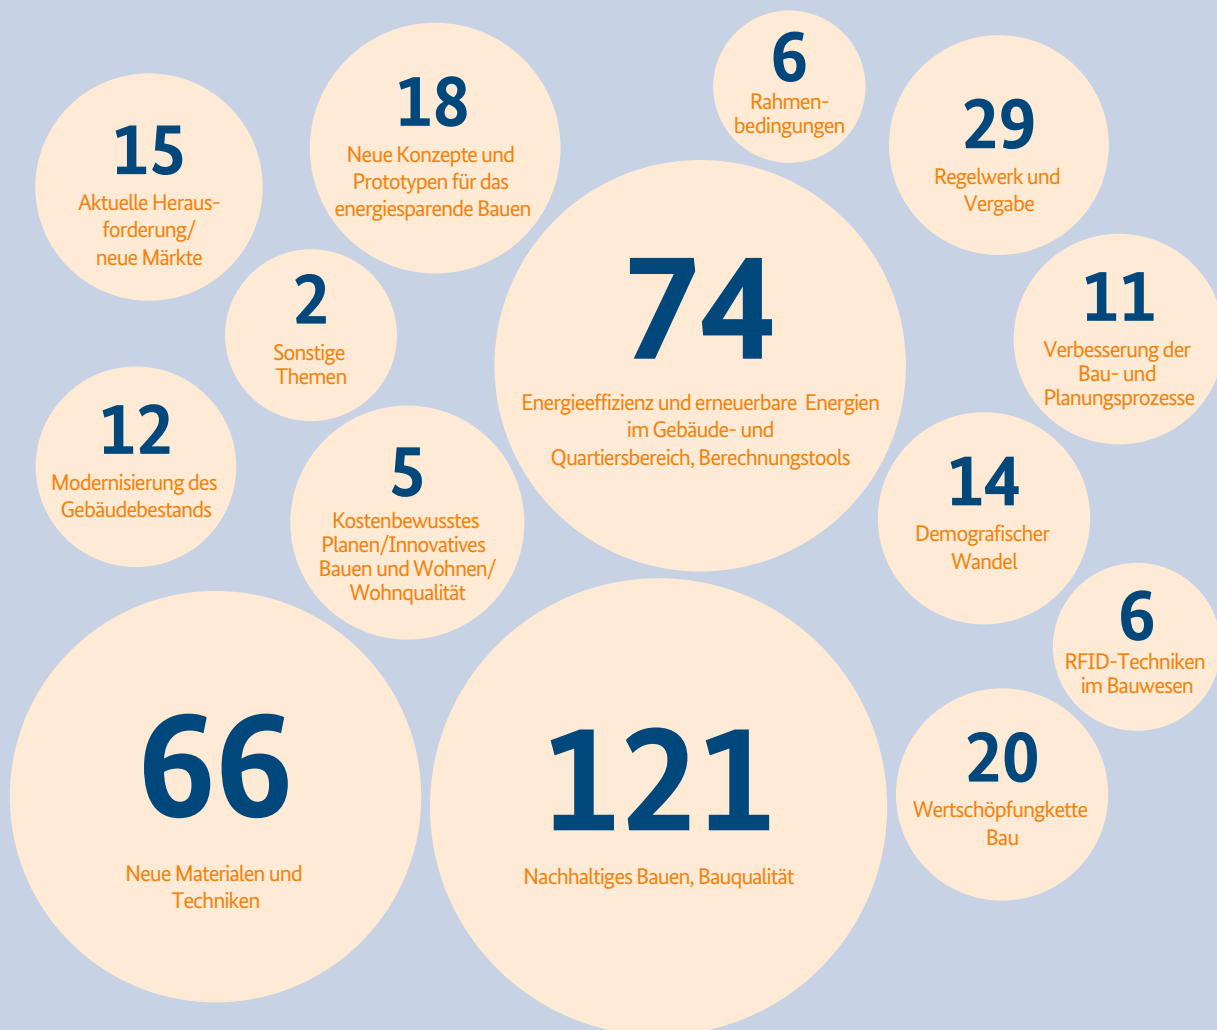 15
Aktuelle Heraus-
forderung/
neue Märkte
18
Neue Konzepte und
Prototypen für das
energiesparende Bauen
6
Rahmen-
bedingungen
29
Regelwerk und
Vergabe
2
Sonstige
Themen
74
Energieeffizienz und erneuerbare Energien
im Gebäude- und
Quartiersbereich, Berechnungstools
11
Verbesserung der
Bau- und
Planungsprozesse
12
Modernisierung des
Gebäudebestands
5
Kostenbewusstes
Planen/Innovatives
Bauen und Wohnen/
Wohnqualität
14
Demografischer
Wandel
6
RFID-Techniken
im Bauwesen
66
Neue Materialen und
Techniken
121
Nachhaltiges Bauen, Bauqualität
20
Wertschöpfungkette
Bau